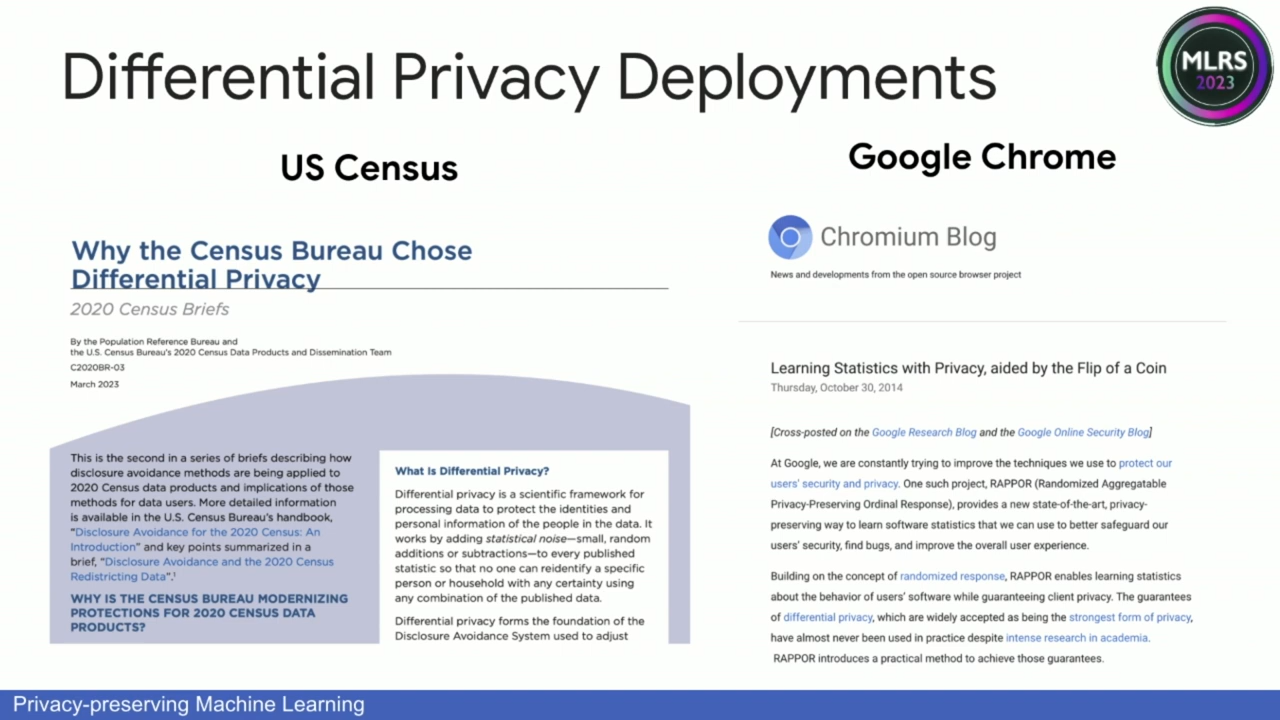 Differential Privacy Deployments
MLRS
2023
US Census
Why the Census Bureau Chose
Differential Privacy
2020 Census Briefs
By the Population Reference Bureau and
the U.S. Census Bureau's 2020 Census Data Products and Dissemination Team
C2020BR-03
March 2023
This is the second in a series of briefs describing how
disclosure avoidance methods are being applied to
2020 Census data products and implications of those
methods for data users. More detailed information
is available in the U.S. Census Bureau's handbook,
"Disclosure Avoidance for the 2020 Census: An
Introduction" and key points summarized in a
brief, "Disclosure Avoidance and the 2020 Census
Redistricting Data".¹
WHY IS THE CENSUS BUREAU MODERNIZING
PROTECTIONS FOR 2020 CENSUS DATA
PRODUCTS?
What Is Differential Privacy?
Differential privacy is a scientific framework for
processing data to protect the identities and
personal information of the people in the data. It
works by adding statistical noise—small, random
additions or subtractions—to every published
statistic so that no one can reidentify a specific
person or household with any certainty using
any combination of the published data.
Differential privacy forms the foundation of the
Disclosure Avoidance System used to adjust
Google Chrome
Chromium Blog
News and developments from the open source browser project
Learning Statistics with Privacy, aided by the Flip of a Coin
Thursday, October 30, 2014
[Cross-posted on the Google Research Blog and the Google Online Security Blog]
At Google, we are constantly trying to improve the techniques we use to protect our
users' security and privacy. One such project, RAPPOR (Randomized Aggregatable
Privacy-Preserving Ordinal Response), provides a new state-of-the-art, privacy-
preserving way to learn software statistics that we can use to better safeguard our
users' security, find bugs, and improve the overall user experience.
Building on the concept of randomized response, RAPPOR enables learning statistics
about the behavior of users' software while guaranteeing client privacy. The guarantees
of differential privacy, which are widely accepted as being the strongest form of privacy,
have almost never been used in practice despite intense research in academia.
RAPPOR introduces a practical method to achieve those guarantees.
Privacy-preserving Machine Learning